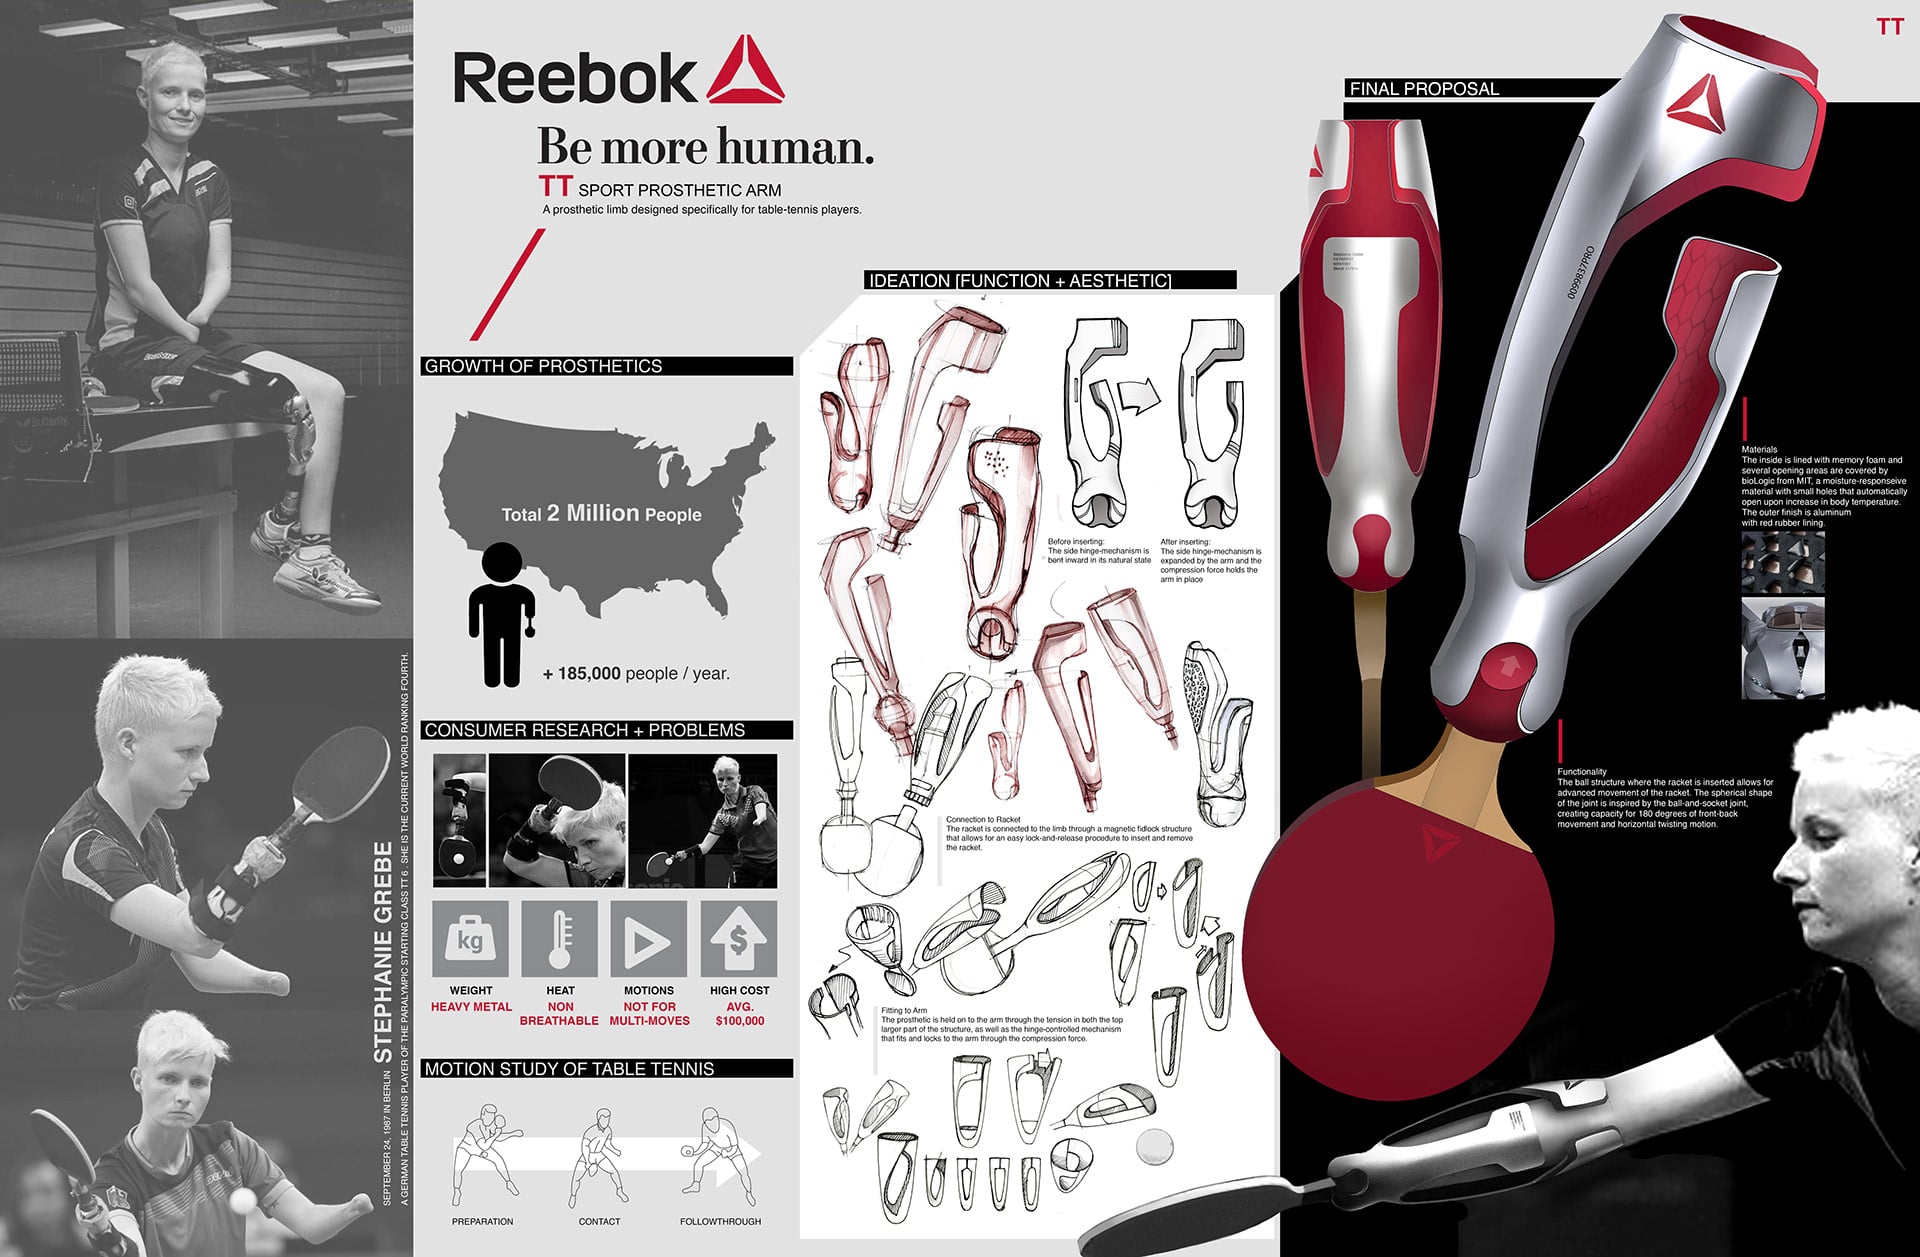 TT
Reebok
Be more human.
TT SPORT PROSTHETIC ARM
A prosthetic limb designed specifically for table-tennis players.
SEPTEMBER 24, 1987 IN BERLIN STEPHANIE GREBE
A GERMAN TABLE TENNIS PLAYER OF THE PARALYMPIC STARTING CLASS TT 6 . SHE IS THE CURRENT WORLD RANKING FOURTH.
Butterfly
GROWTH OF PROSTHETICS
Total 2 Million People
+ 185,000 people / year.
CONSUMER RESEARCH + PROBLEMS
kg
$
WEIGHT
HEAVY METAL
HEAT
NON
BREATHABLE
MOTIONS
NOT FOR
MULTI-MOVES
HIGH COST
AVG.
$100,000
MOTION STUDY OF TABLE TENNIS
PREPARATION
CONTACT
FOLLOWTHROUGH
IDEATION [FUNCTION + AESTHETIC]
Before inserting:
The side hinge-mechanism is
bent inward in its natural state
After inserting:
The side hinge-mechanism is
expanded by the arm and the
compression force holds the
arm in place
Connection to Racket
The racket is connected to the limb through a magnetic fidlock structure
that allows for an easy lock-and-release procedure to insert and remove
the racket.
Fitting to Arm
The prosthetic is held on to the arm through the tension in both the top
larger part of the structure, as well as the hinge-controlled mechanism
that fits and locks to the arm through the compression force.
FINAL PROPOSAL
0099837PRO
Materials
The inside is lined with memory foam and
several opening areas are covered by
bioLogic from MIT, a moisture-responseive
material with small holes that automatically
open upon increase in body temperature.
The outer finish is aluminum
with red rubber lining.
Functionality
The ball structure where the racket is inserted allows for
advanced movement of the racket. The spherical shape
of the joint is inspired by the ball-and-socket joint,
creating capacity for 180 degrees of front-back
movement and horizontal twisting motion.